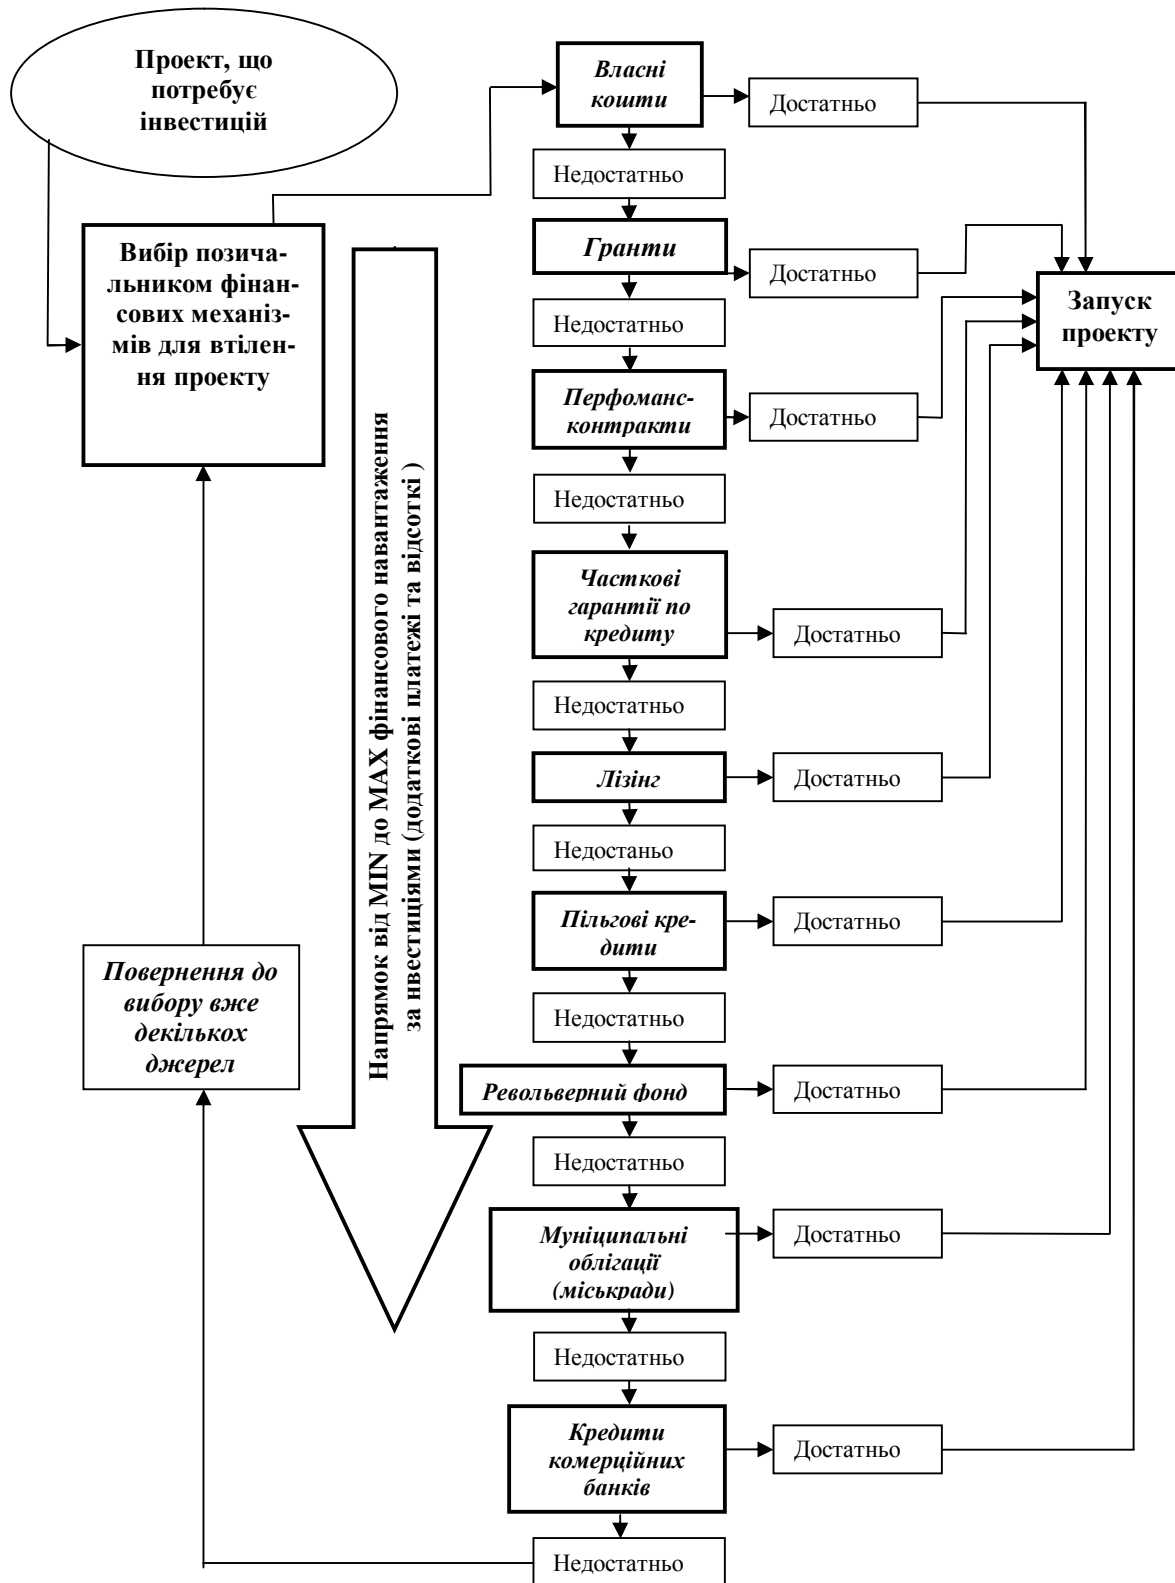 Проект, що
потребує
інвестицій
Вибір позича-
льником фінан-
сових механіз-
мів для втілен-
ня проекту
Повернення до
вибору вже
декількох
джерел
Напрямок від MIN до MAX фінансового навантаження
за нвестиціями (додаткові платежі та відсоткі )
Власні
кошти
Достатньо
Недостатньо
Гранти
Достатньо
Недостатньо
Перфоманс-
контракти
Достатньо
Недостатньо
Часткові
гарантії по
кредиту
Достатньо
Недостатньо
Лізінг
Достатньо
Недостаньо
Пільгові кре-
дити
Достатньо
Недостатньо
Револьверний фонд
Достатньо
Недостатньо
Муніципальні
облігації
(міськради)
Достатньо
Недостатньо
Кредити
комерційних
банків
Достатньо
Недостатньо
Запуск
проекту